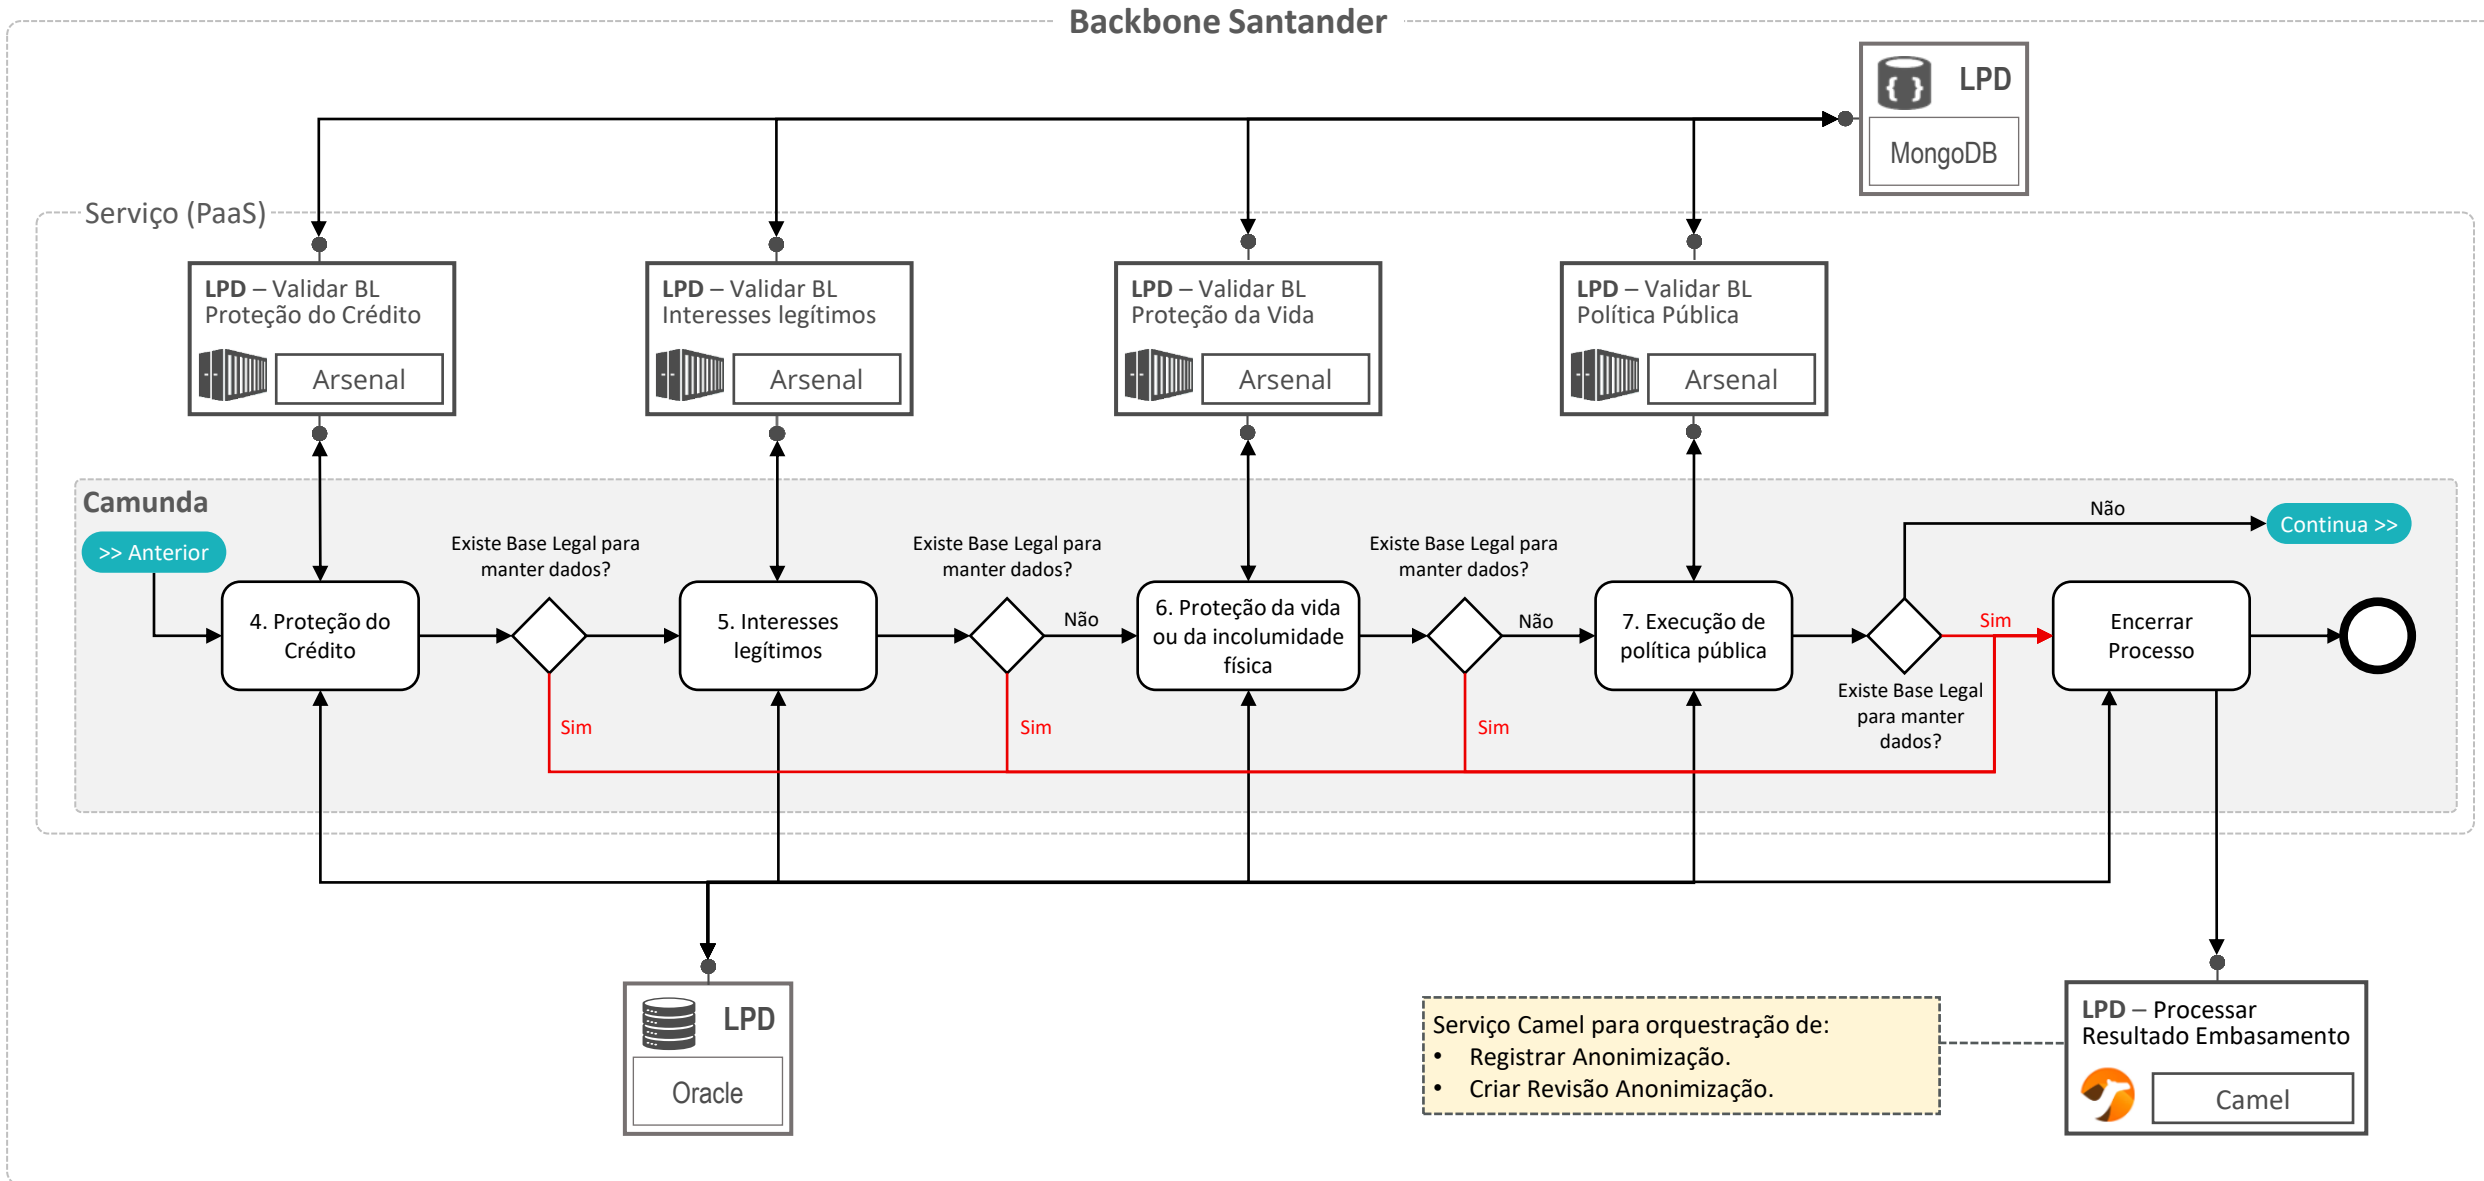 Backbone Santander
LPD
MongoDB
Serviço (PaaS)
LPD – Validar BL
Proteção do Crédito
Arsenal
LPD – Validar BL
Interesses legítimos
Arsenal
LPD – Validar BL
Proteção da Vida
Arsenal
LPD – Validar BL
Política Pública
Arsenal
Camunda
>> Anterior
4. Proteção do
Crédito
Existe Base Legal para
manter dados?
Sim
5. Interesses
legítimos
Existe Base Legal para
manter dados?
Não
Sim
6. Proteção da vida
ou da incolumidade
física
Existe Base Legal para
manter dados?
Não
Sim
7. Execução de
política pública
Não
Continua >>
Sim
Existe Base Legal
para manter
dados?
Encerrar
Processo
LPD
Oracle
Serviço Camel para orquestração de:
• Registrar Anonimização.
• Criar Revisão Anonimização.
LPD – Processar
Resultado Embasamento
Camel